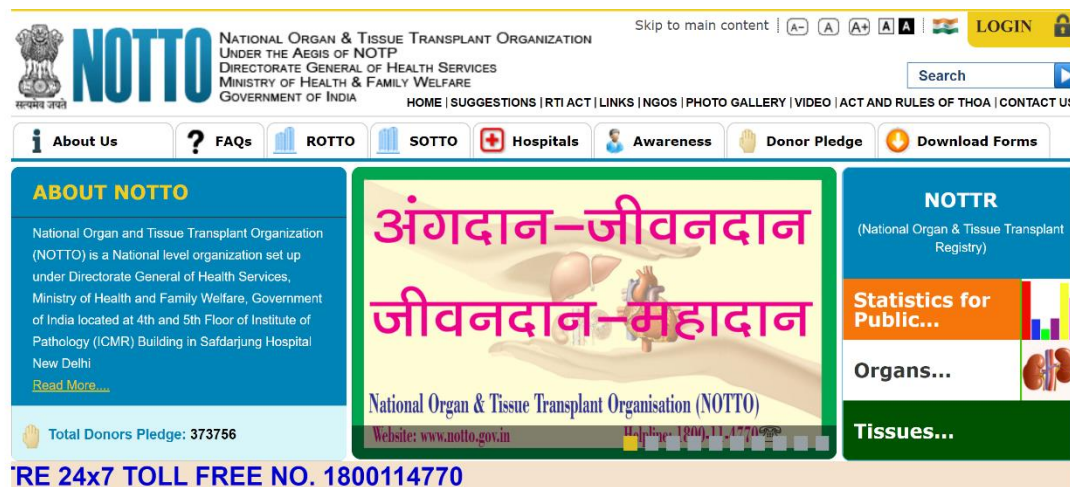 Skip to main content | A- A A+ A A
LOGIN
NOTTO
सत्यमेव जयते
NATIONAL ORGAN & TISSUE TRANSPLANT ORGANIZATION
UNDER THE AEGIS OF NOTP
DIRECTORATE GENERAL OF HEALTH SERVICES
MINISTRY OF HEALTH & FAMILY WELFARE
GOVERNMENT OF INDIA
Search
HOME | SUGGESTIONS | RTI ACT | LINKS | NGOS | PHOTO GALLERY | VIDEO | ACT AND RULES OF THOA | CONTACT US
About Us ? FAQs ROTTO SOTTO Hospitals Awareness Donor Pledge Download Forms
ABOUT NOTTO
National Organ and Tissue Transplant Organization
(NOTTO) is a National level organization set up
under Directorate General of Health Services,
Ministry of Health and Family Welfare, Government
of India located at 4th and 5th Floor of Institute of
Pathology (ICMR) Building in Safdarjung Hospital
New Delhi
Read More....
Total Donors Pledge: 373756
अंगदान–जीवनदान
जीवनदान–महादान
National Organ & Tissue Transplant Organisation (NOTTO)
Website: www.notto.gov.in Helpline: 1800-11-4770
NOTTR
(National Organ & Tissue Transplant
Registry)
Statistics for
Public...
Organs...
Tissues...
TRE 24x7 TOLL FREE NO. 1800114770